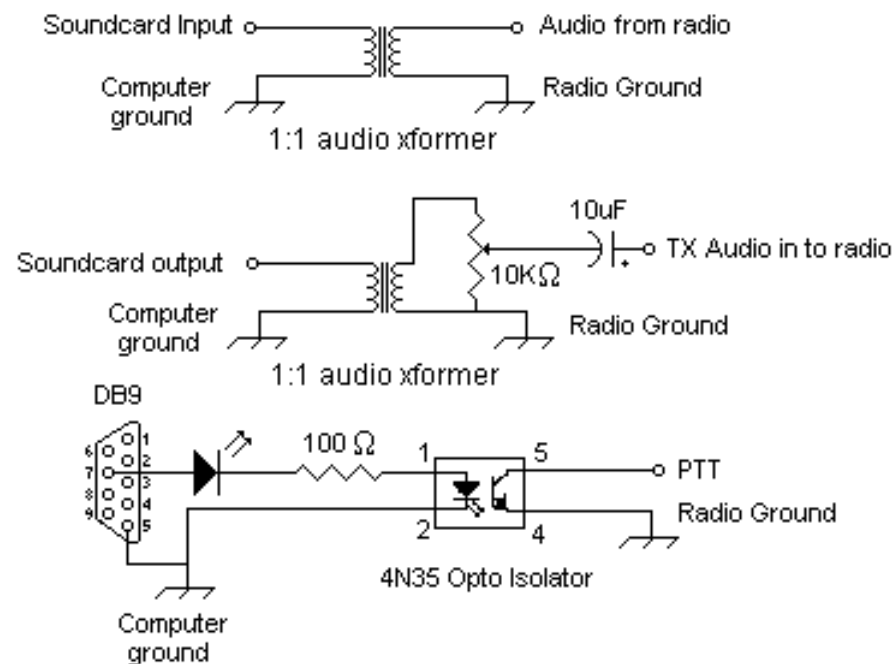 Soundcard Input
Audio from radio
Computer
ground
Radio Ground
1:1 audio xformer
10uF
Soundcard output
TX Audio in to radio
10KΩ
Computer
ground
Radio Ground
1:1 audio xformer
DB9
1
6
2
7
3
8
4
9
5
100 Ω
1
5
PTT
2
4
Radio Ground
4N35 Opto Isolator
Computer
ground